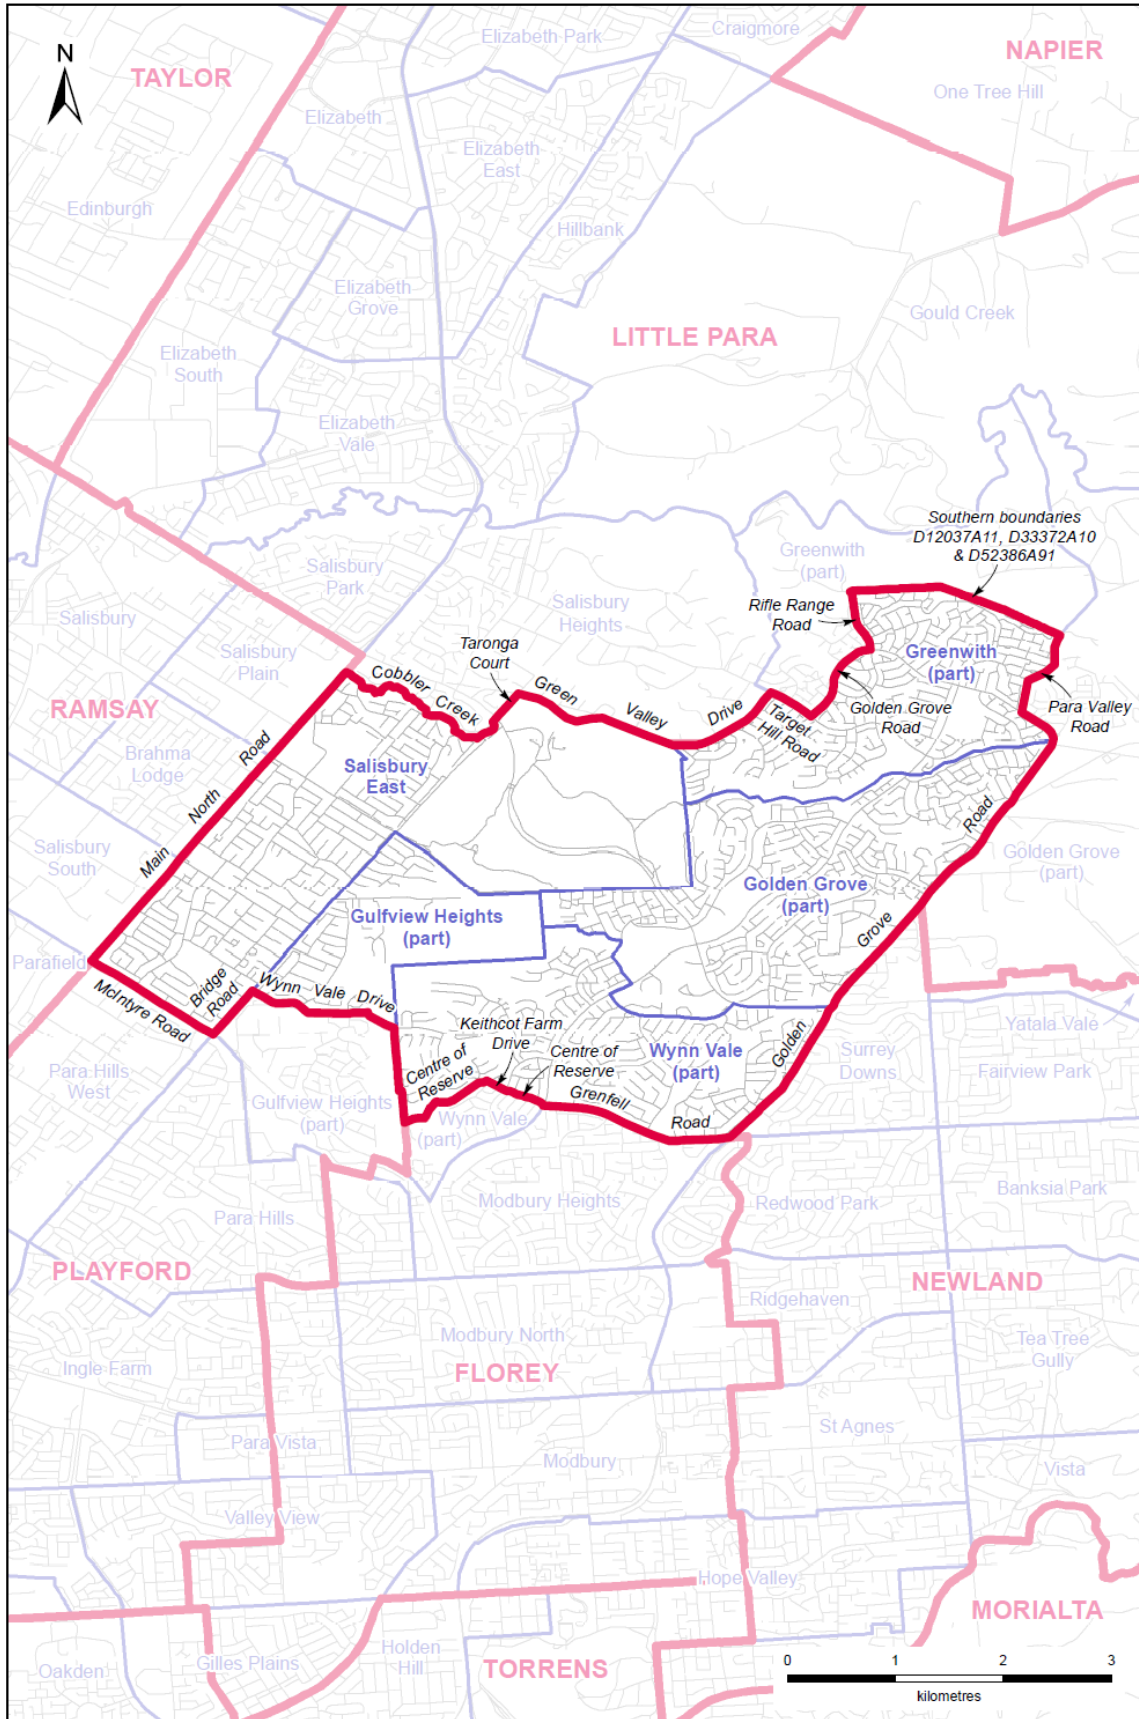 N
TAYLOR
Elizabeth Park
Craigmore
NAPIER
One Tree Hill
Elizabeth
Elizabeth
East
Edinburgh
Hillbank
Elizabeth
Grove
Gould Creek
LITTLE PARA
Elizabeth
South
Elizabeth
Vale
Southern boundaries
D12037A11, D33372A10
& D52386A91
Greenwith
(part)
Salisbury
Park
Salisbury
Salisbury
Heights
Rifle Range
Road
Salisbury
Plain
Taronga
Court
Greenwith
(part)
Cobbler
Creek
Green
Valley
Drive
Target
Hill Road
Golden Grove
Road
Para Valley
Road
RAMSAY
Brahma
Lodge
Salisbury
East
Main
North
Road
Salisbury
South
Golden Grove
(part)
Road
Grove
Golden
Golden Grove
(part)
Gulfview Heights
(part)
Parafield
McIntyre Road
Bridge
Road
Wynn Vale Drive
Keithcot Farm
Drive
Centre of
Reserve
Centre of
Reserve
Wynn Vale
(part)
Yatala Vale
Surrey
Downs
Fairview Park
Para Hills
West
Gulfview Heights
(part)
Wynn Vale
(part)
Grenfell
Road
Modbury Heights
Redwood Park
Banksia Park
Para Hills
PLAYFORD
NEWLAND
Ridgehaven
Modbury North
Tea Tree
Gully
Ingle Farm
FLOREY
St Agnes
Para Vista
Modbury
Vista
Valley View
Hope Valley
MORIALTA
Oakden
Gilles Plains
Holden
Hill
TORRENS
0 1 2 3
kilometres